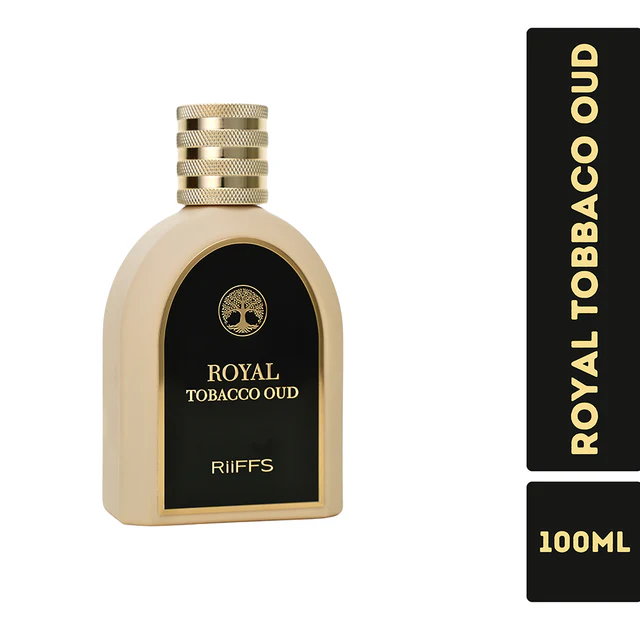 ROYAL
TOBACCO OUD
RiiFFS
ROYAL TOBBACO OUD
100ML